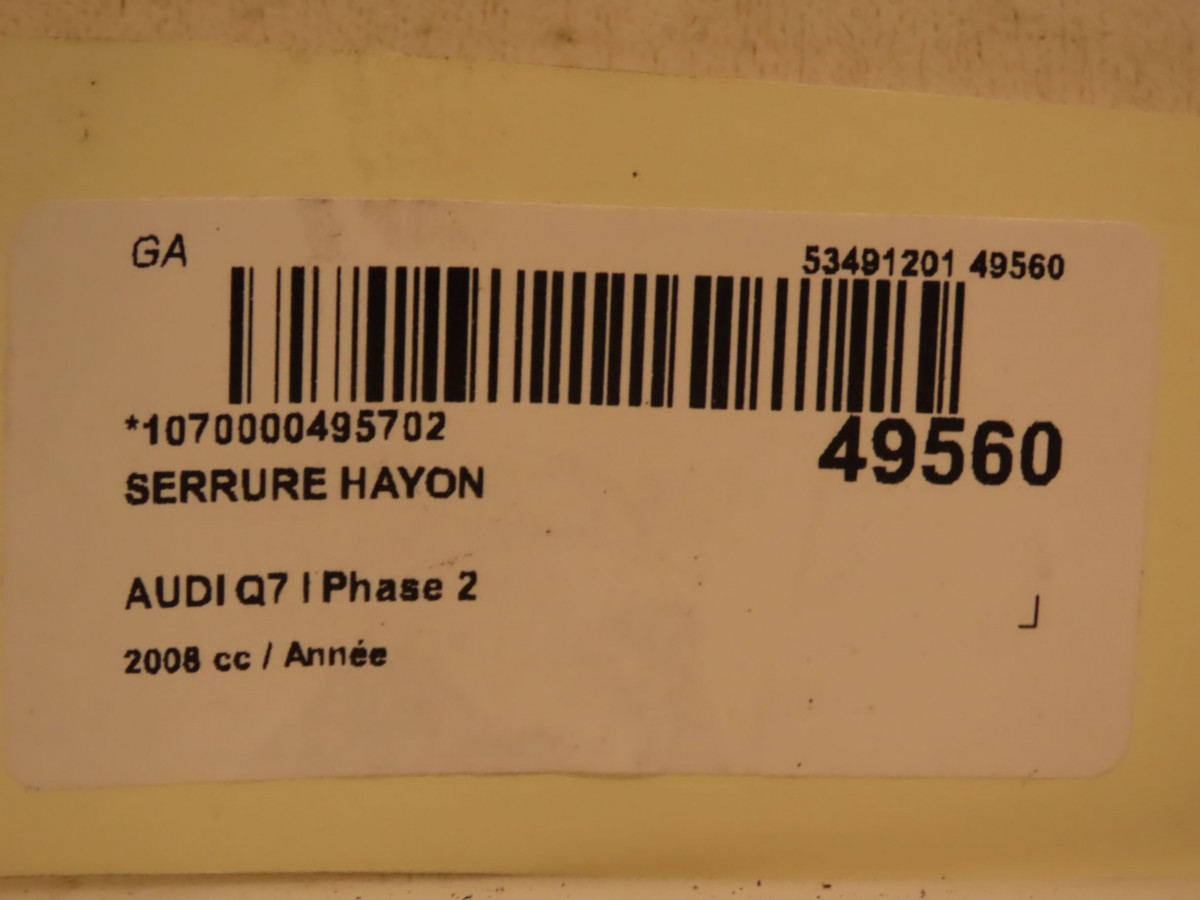 GA
53491201 49560
*1070000495702
49560
SERRURE HAYON
AUDI Q7 I Phase 2
2008 cc / Année